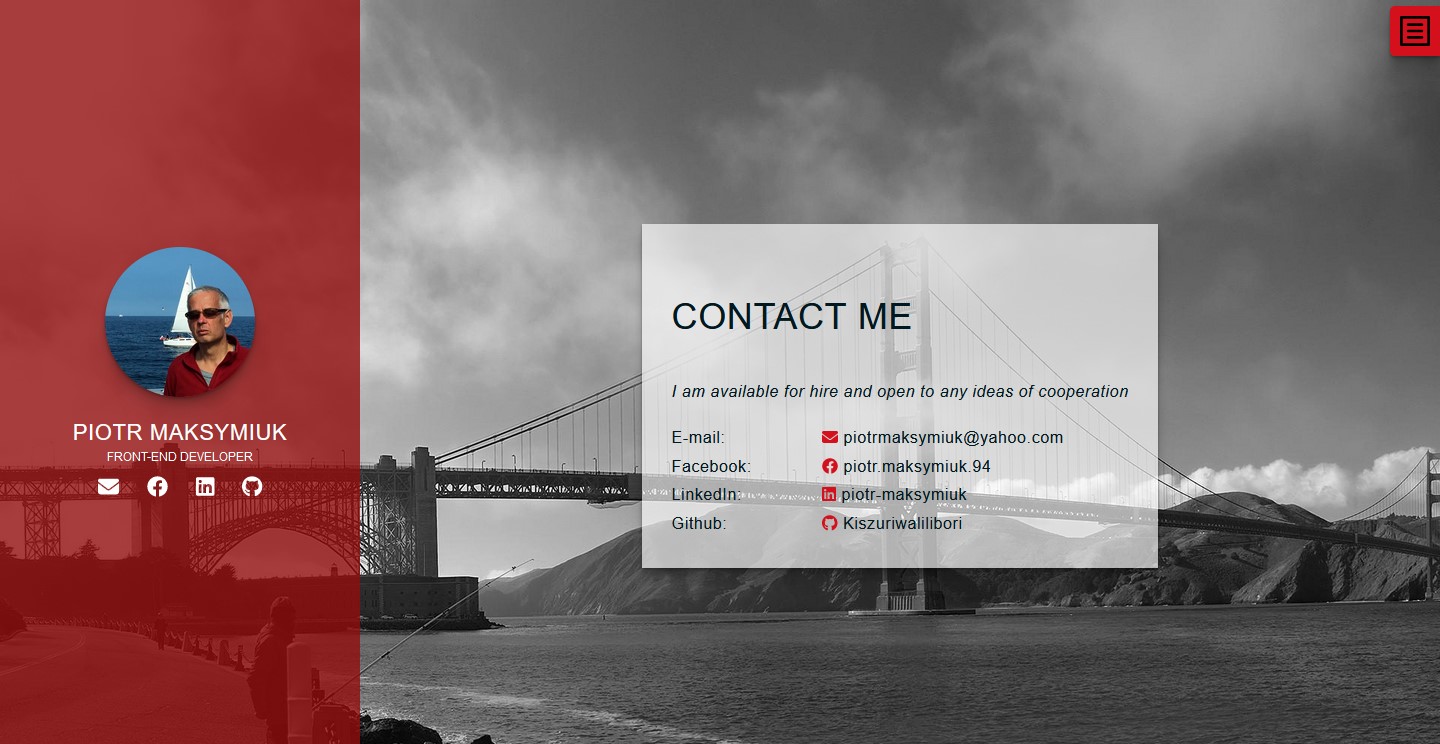 PIOTR MAKSYMIUK
FRONT-END DEVELOPER
CONTACT ME
I am available for hire and open to any ideas of cooperation
E-mail: piotrmaksymiuk@yahoo.com
Facebook: piotr.maksymiuk.94
LinkedIn: piotr-maksymiuk
Github: Kiszuriwalilibori